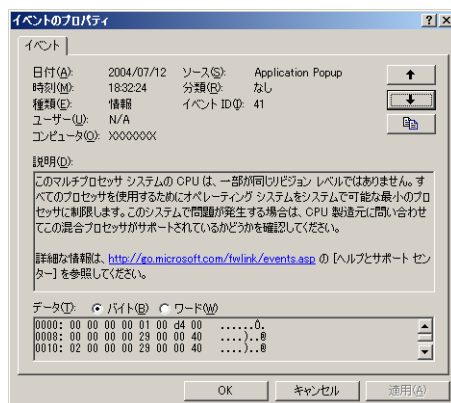 イベントのプロパティ
イベント
日付(A): 2004/07/12 ソース(S): Application Popup
時刻(M): 18:32:24 分類(R): なし
種類(E): 情報 イベント ID(I): 41
ユーザー(U): N/A
コンピュータ(O): XXXXXXX
説明(D):
このマルチプロセッサ システムの CPU は、一部が同じリビジョン レベルではありません。す
べてのプロセッサを使用するためにオペレーティング システムをシステムで可能な最小のプロ
セッサに制限します。このシステムで問題が発生する場合は、CPU 製造元に問い合わせ
てこの混合プロセッサがサポートされているかどうかを確認してください。
詳細な情報は、http://go.microsoft.com/fwlink/events.asp の [ヘルプとサポート セン
ター] を参照してください。
データ(T): バイト(B) ワード(W)
0000: 00 00 00 00 01 00 d4 00 ......Ô.
0008: 00 00 00 00 29 00 00 40 ....)..@
0010: 02 00 00 00 29 00 00 40 ....)..@
OK キャンセル 適用(A)